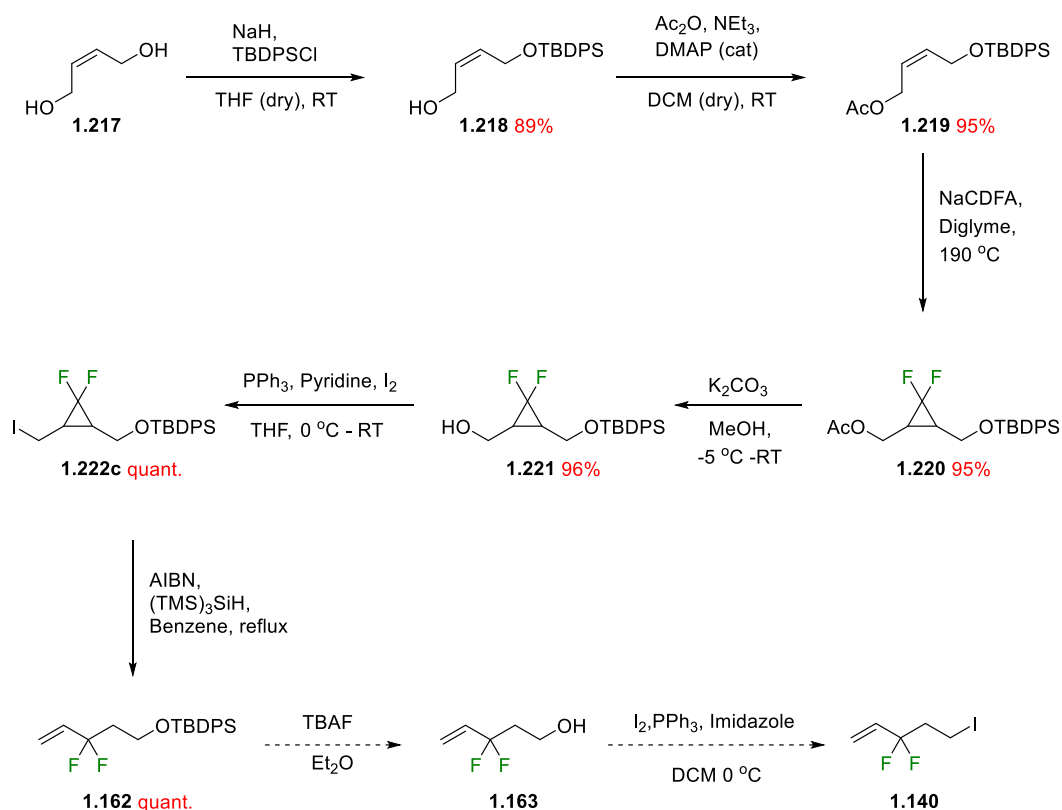 OH
HO
1.217
NaH,
TBDPSCl
THF (dry), RT
OTBDPS
HO
1.218 89%
Ac2O, NEt3,
DMAP (cat)
DCM (dry), RT
OTBDPS
AcO
1.219 95%
NaCDFA,
Diglyme,
190 °C
F F
I
OTBDPS
1.222c quant.
PPh3, Pyridine, I2
THF, 0 °C - RT
F F
HO
OTBDPS
1.221 96%
K2CO3
MeOH,
-5 °C -RT
F F
AcO
OTBDPS
1.220 95%
AIBN,
(TMS)3SiH,
Benzene, reflux
OTBDPS
F F
1.162 quant.
TBAF
Et2O
OH
F F
1.163
I2,PPh3, Imidazole
DCM 0 °C
I
F F
1.140